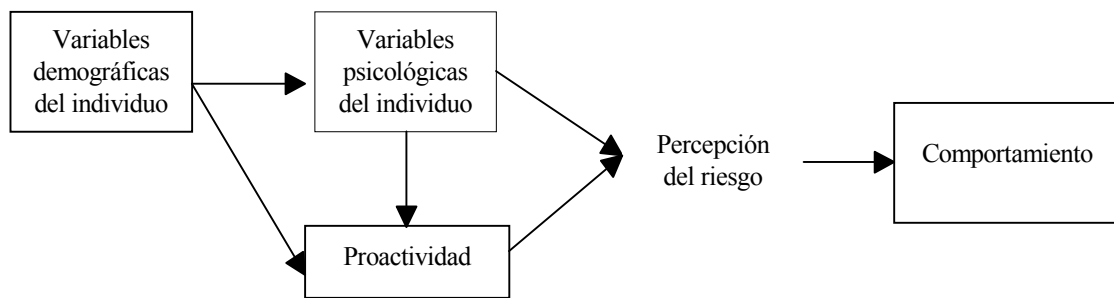 Variables
demográficas
del individuo
Variables
psicológicas
del individuo
Proactividad
Percepción
del riesgo
Comportamiento